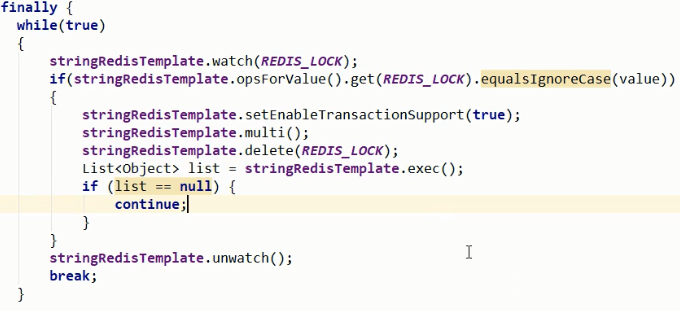 finally {
while(true)
{
stringRedisTemplate.watch(REDIS_LOCK);
if(stringRedisTemplate.opsForValue().get(REDIS_LOCK).equalsIgnoreCase(value))
{
stringRedisTemplate.setEnableTransactionSupport(true);
stringRedisTemplate.multi();
stringRedisTemplate.delete(REDIS_LOCK);
List<Object> list = stringRedisTemplate.exec();
if (list == null) {
continue;
}
}
stringRedisTemplate.unwatch();
break;
}